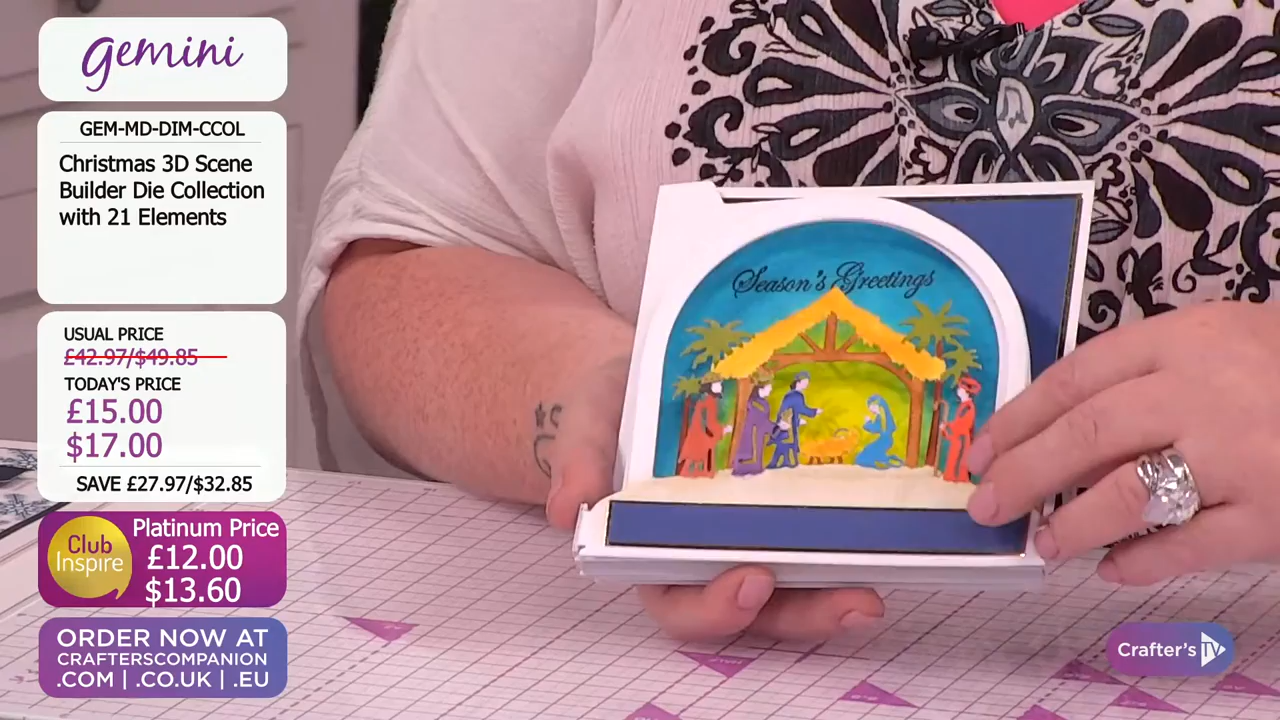 gemini
GEM-MD-DIM-CCOL
Christmas 3D Scene
Builder Die Collection
with 21 Elements
USUAL PRICE
£42.97/$49.85
TODAY'S PRICE
£15.00
$17.00
SAVE £27.97/$32.85
Club
Inspire
Platinum Price
£12.00
$13.60
ORDER NOW AT
CRAFTERSCOMPANION
.COM | .CO.UK | .EU
Season's Greetings
Crafter's TV